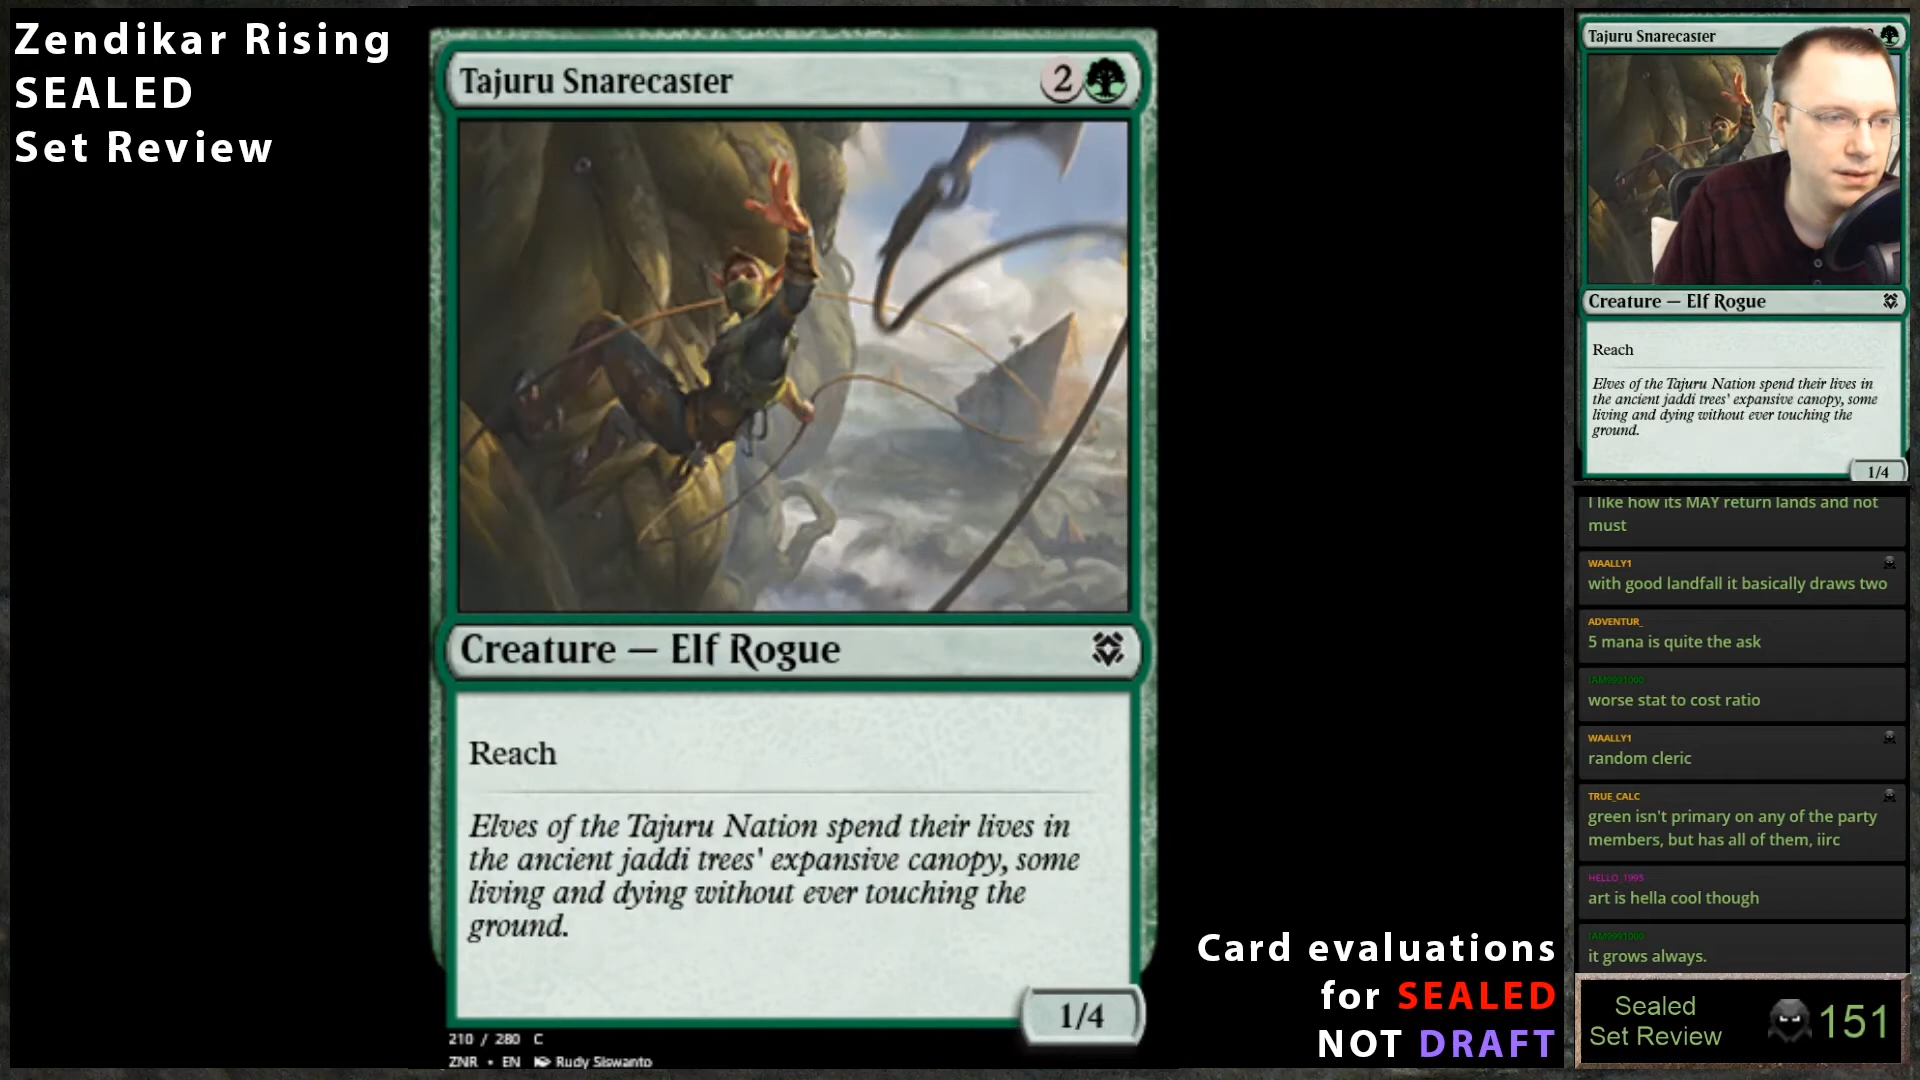 Zendikar Rising
SEALED
Set Review
Tajuru Snarecaster
2
Creature — Elf Rogue
Reach
Elves of the Tajuru Nation spend their lives in
the ancient jaddi trees' expansive canopy, some
living and dying without ever touching the
ground.
1/4
210 / 280 C
ZNR • EN Rudy Siswanto
Card evaluations
for SEALED
NOT DRAFT
Tajuru Snarecaster
Creature — Elf Rogue
Reach
Elves of the Tajuru Nation spend their lives in
the ancient jaddi trees' expansive canopy, some
living and dying without ever touching the
ground.
1/4
I like how its MAY return lands and not
must
WAALLY1
with good landfall it basically draws two
ADVENTUR_
5 mana is quite the ask
worse stat to cost ratio
WAALLY1
random cleric
TRUE_CALC
green isn't primary on any of the party
members, but has all of them, iirc
HELLO_1995
art is hella cool though
it grows always.
Sealed
Set Review
151